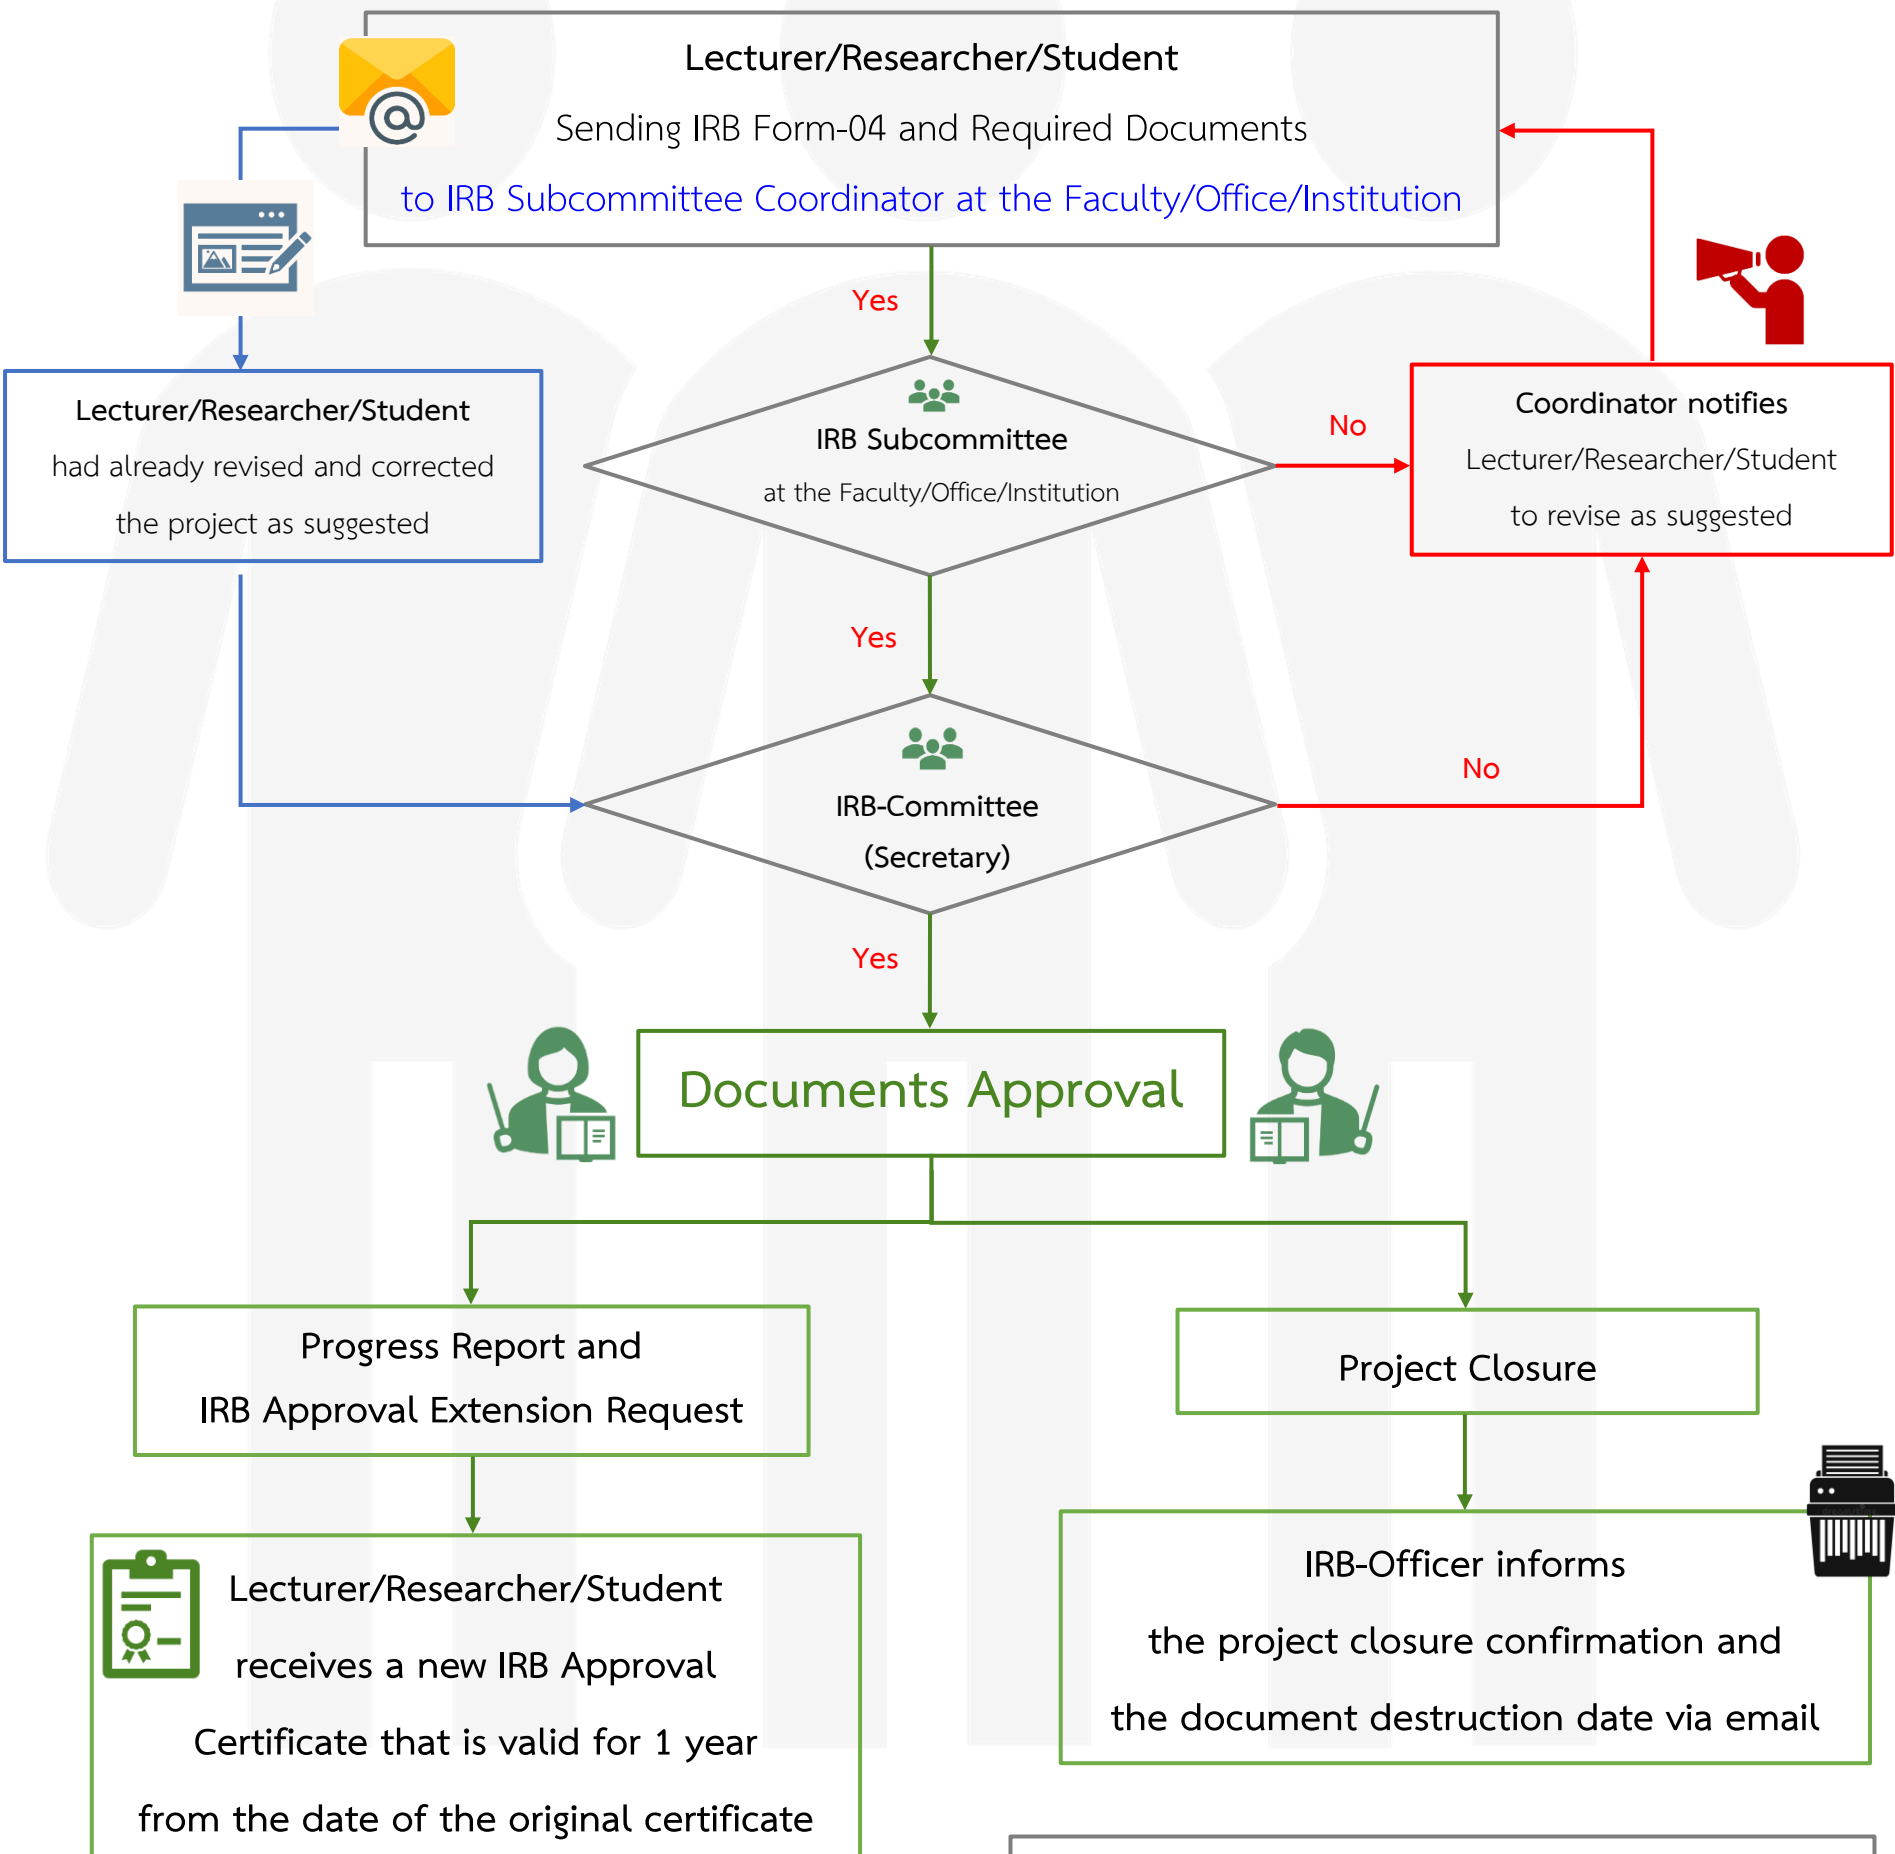 Lecturer/Researcher/Student
Sending IRB Form-04 and Required Documents
to IRB Subcommittee Coordinator at the Faculty/Office/Institution
Yes
Lecturer/Researcher/Student
had already revised and corrected
the project as suggested
IRB Subcommittee
at the Faculty/Office/Institution
No
Coordinator notifies
Lecturer/Researcher/Student
to revise as suggested
Yes
IRB-Committee
(Secretary)
No
Yes
Documents Approval
Progress Report and
IRB Approval Extension Request
Project Closure
Lecturer/Researcher/Student
receives a new IRB Approval
Certificate that is valid for 1 year
from the date of the original certificate
IRB-Officer informs
the project closure confirmation and
the document destruction date via email